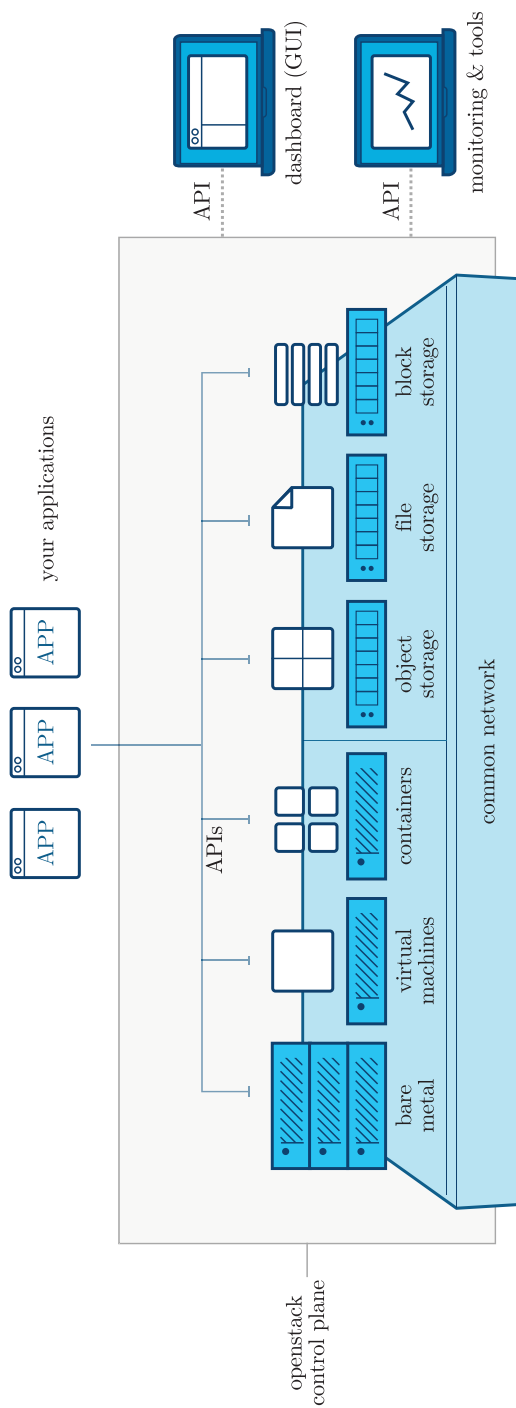 APP
APP
APP
your applications
APIs
API
dashboard (GUI)
API
monitoring & tools
openstack
control plane
bare
metal
virtual
machines
containers
object
storage
file
storage
block
storage
common network